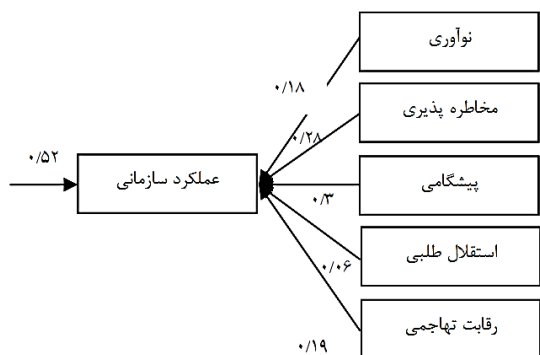 نوآوری
۰/۱۸
مخاطره پذیری
۰/۲۸
۰/۵۲
عملکرد سازمانی
پیشگامی
۰/۳
استقلال طلبی
۰/۰۶
رقابت تهاجمی
۰/۱۹